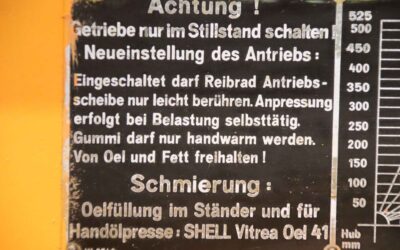 Achtung !
Getriebe nur im Stillstand schalten !
Neueinstellung des Antriebs :
Eingeschaltet darf Reibrad Antriebs-
scheibe nur leicht berühren. Anpressung
erfolgt bei Belastung selbsttätig.
Gummi darf nur handwarm werden.
Von Oel und Fett freihalten !
Schmierung :
Oelfüllung im Ständer und für
Handölpresse: SHELL Vitrea Oel 41
525
500
450
400
350
300
250
200
150
100
50
Hub
mm